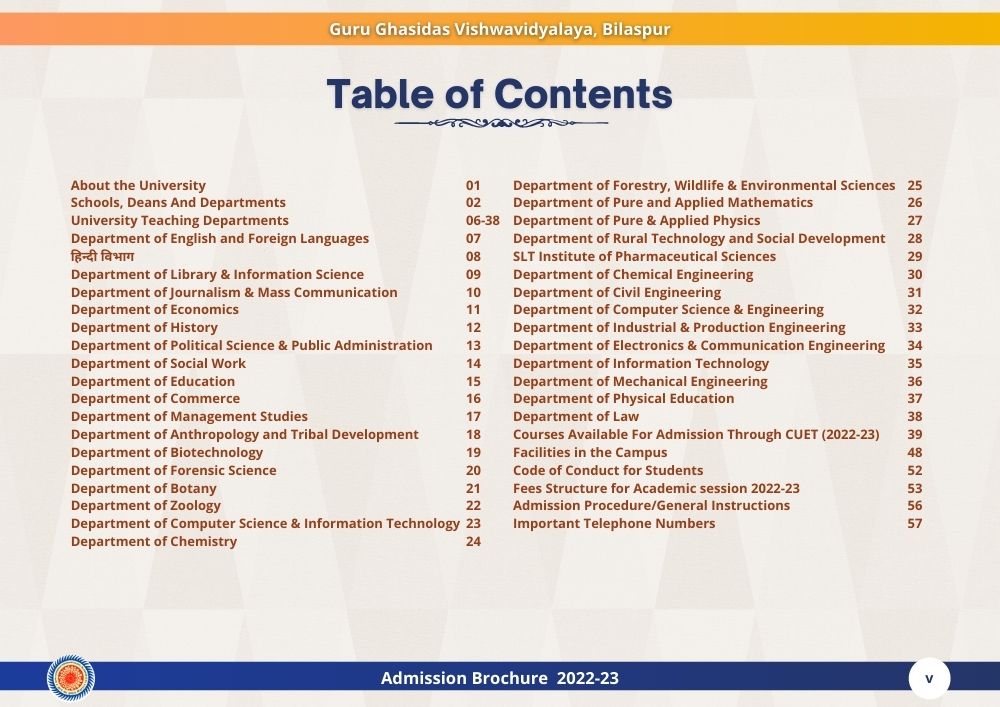 Guru Ghasidas Vishwavidyalaya, Bilaspur
Table of Contents
About the University 01
Schools, Deans And Departments 02
University Teaching Departments 06-38
Department of English and Foreign Languages 07
हिन्दी विभाग 08
Department of Library & Information Science 09
Department of Journalism & Mass Communication 10
Department of Economics 11
Department of History 12
Department of Political Science & Public Administration 13
Department of Social Work 14
Department of Education 15
Department of Commerce 16
Department of Management Studies 17
Department of Anthropology and Tribal Development 18
Department of Biotechnology 19
Department of Forensic Science 20
Department of Botany 21
Department of Zoology 22
Department of Computer Science & Information Technology 23
Department of Chemistry 24
Department of Forestry, Wildlife & Environmental Sciences 25
Department of Pure and Applied Mathematics 26
Department of Pure & Applied Physics 27
Department of Rural Technology and Social Development 28
SLT Institute of Pharmaceutical Sciences 29
Department of Chemical Engineering 30
Department of Civil Engineering 31
Department of Computer Science & Engineering 32
Department of Industrial & Production Engineering 33
Department of Electronics & Communication Engineering 34
Department of Information Technology 35
Department of Mechanical Engineering 36
Department of Physical Education 37
Department of Law 38
Courses Available For Admission Through CUET (2022-23) 39
Facilities in the Campus 48
Code of Conduct for Students 52
Fees Structure for Academic session 2022-23 53
Admission Procedure/General Instructions 56
Important Telephone Numbers 57
Admission Brochure 2022-23
v